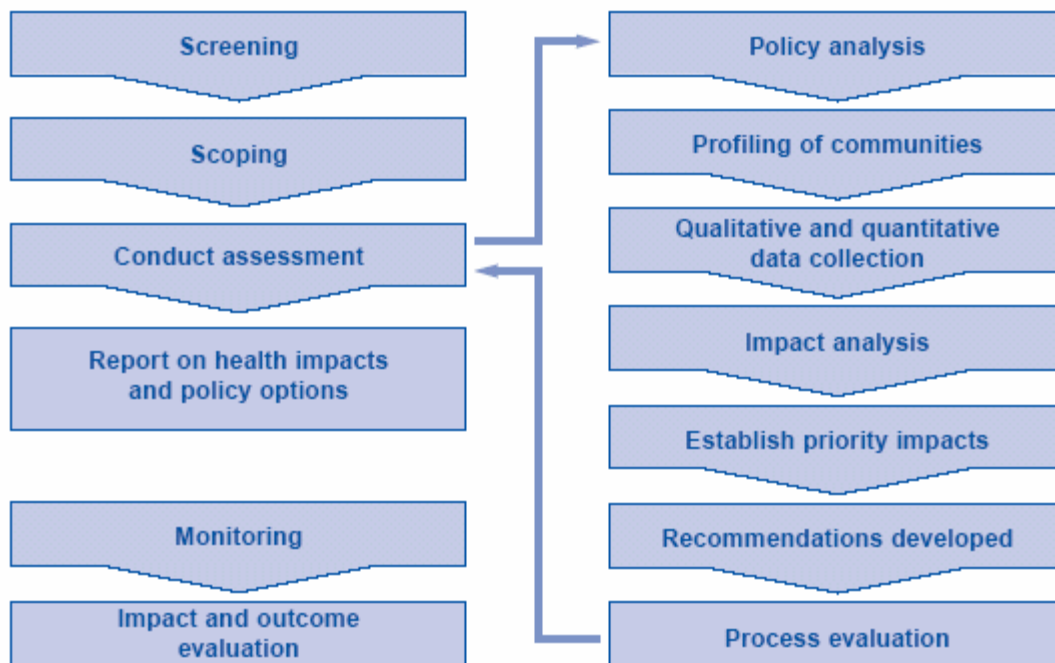 Screening
Scoping
Conduct assessment
Report on health impacts
and policy options
Monitoring
Impact and outcome
evaluation
Policy analysis
Profiling of communities
Qualitative and quantitative
data collection
Impact analysis
Establish priority impacts
Recommendations developed
Process evaluation